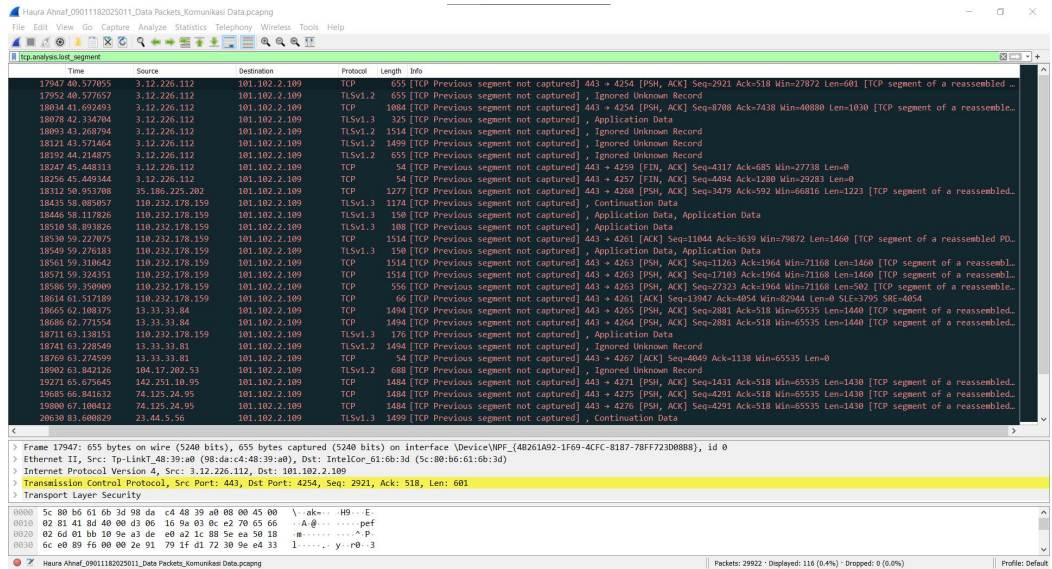 Haura Ahnaf_09011182025011_Data Packets_Komunikasi Data.pcapng
File Edit View Go Capture Analyze Statistics Telephony Wireless Tools Help
tcp.analysis.lost_segment
Time Source Destination Protocol Length Info
17947 40.577055 3.12.226.112 101.102.2.109 TCP 655 [TCP Previous segment not captured] 443 → 4254 [PSH, ACK] Seq=2921 Ack=518 Win=27872 Len=601 [TCP segment of a reassembled …
17952 40.577657 3.12.226.112 101.102.2.109 TLSv1.2 655 [TCP Previous segment not captured] , Ignored Unknown Record
18034 41.692493 3.12.226.112 101.102.2.109 TCP 1084 [TCP Previous segment not captured] 443 → 4254 [PSH, ACK] Seq=8708 Ack=7438 Win=40880 Len=1030 [TCP segment of a reassemble…
18078 42.334704 3.12.226.112 101.102.2.109 TLSv1.3 325 [TCP Previous segment not captured] , Application Data
18093 43.268794 3.12.226.112 101.102.2.109 TLSv1.2 1514 [TCP Previous segment not captured] , Ignored Unknown Record
18121 43.571464 3.12.226.112 101.102.2.109 TLSv1.2 1499 [TCP Previous segment not captured] , Ignored Unknown Record
18192 44.214875 3.12.226.112 101.102.2.109 TLSv1.2 655 [TCP Previous segment not captured] , Ignored Unknown Record
18247 45.448313 3.12.226.112 101.102.2.109 TCP 54 [TCP Previous segment not captured] 443 → 4259 [FIN, ACK] Seq=4317 Ack=685 Win=27738 Len=0
18256 45.449344 3.12.226.112 101.102.2.109 TCP 54 [TCP Previous segment not captured] 443 → 4257 [FIN, ACK] Seq=4494 Ack=1280 Win=29283 Len=0
18312 50.953708 35.186.225.202 101.102.2.109 TCP 1277 [TCP Previous segment not captured] 443 → 4260 [PSH, ACK] Seq=3479 Ack=592 Win=66816 Len=1223 [TCP segment of a reassembled…
18435 58.085057 110.232.178.159 101.102.2.109 TLSv1.3 1174 [TCP Previous segment not captured] , Continuation Data
18446 58.117826 110.232.178.159 101.102.2.109 TLSv1.3 150 [TCP Previous segment not captured] , Application Data, Application Data
18510 58.893826 110.232.178.159 101.102.2.109 TLSv1.3 108 [TCP Previous segment not captured] , Application Data
18530 59.227075 110.232.178.159 101.102.2.109 TCP 1514 [TCP Previous segment not captured] 443 → 4261 [ACK] Seq=11044 Ack=3639 Win=79872 Len=1460 [TCP segment of a reassembled PD…
18549 59.276183 110.232.178.159 101.102.2.109 TLSv1.3 150 [TCP Previous segment not captured] , Application Data, Application Data
18561 59.310642 110.232.178.159 101.102.2.109 TCP 1514 [TCP Previous segment not captured] 443 → 4263 [PSH, ACK] Seq=11263 Ack=1964 Win=71168 Len=1460 [TCP segment of a reassembl…
18571 59.324351 110.232.178.159 101.102.2.109 TCP 1514 [TCP Previous segment not captured] 443 → 4263 [PSH, ACK] Seq=17103 Ack=1964 Win=71168 Len=1460 [TCP segment of a reassembl…
18586 59.350909 110.232.178.159 101.102.2.109 TCP 556 [TCP Previous segment not captured] 443 → 4263 [PSH, ACK] Seq=27323 Ack=1964 Win=71168 Len=502 [TCP segment of a reassemble…
18614 61.517189 110.232.178.159 101.102.2.109 TCP 66 [TCP Previous segment not captured] 443 → 4261 [ACK] Seq=13947 Ack=4054 Win=82944 Len=0 SLE=3795 SRE=4054
18665 62.108375 13.33.33.84 101.102.2.109 TCP 1494 [TCP Previous segment not captured] 443 → 4265 [PSH, ACK] Seq=2881 Ack=518 Win=65535 Len=1440 [TCP segment of a reassembled…
18686 62.771554 13.33.33.84 101.102.2.109 TCP 1494 [TCP Previous segment not captured] 443 → 4264 [PSH, ACK] Seq=2881 Ack=518 Win=65535 Len=1440 [TCP segment of a reassembled…
18711 63.138151 110.232.178.159 101.102.2.109 TLSv1.3 176 [TCP Previous segment not captured] , Application Data
18741 63.228549 13.33.33.81 101.102.2.109 TLSv1.2 1494 [TCP Previous segment not captured] , Ignored Unknown Record
18769 63.274599 13.33.33.81 101.102.2.109 TCP 54 [TCP Previous segment not captured] 443 → 4267 [ACK] Seq=4049 Ack=1138 Win=65535 Len=0
18902 63.842126 104.17.202.53 101.102.2.109 TLSv1.2 688 [TCP Previous segment not captured] , Ignored Unknown Record
19271 65.675645 142.251.10.95 101.102.2.109 TCP 1484 [TCP Previous segment not captured] 443 → 4271 [PSH, ACK] Seq=1431 Ack=518 Win=65535 Len=1430 [TCP segment of a reassembled…
19685 66.841632 74.125.24.95 101.102.2.109 TCP 1484 [TCP Previous segment not captured] 443 → 4275 [PSH, ACK] Seq=4291 Ack=518 Win=65535 Len=1430 [TCP segment of a reassembled…
19800 67.100412 74.125.24.95 101.102.2.109 TCP 1484 [TCP Previous segment not captured] 443 → 4276 [PSH, ACK] Seq=4291 Ack=518 Win=65535 Len=1430 [TCP segment of a reassembled…
20630 83.600829 23.44.5.56 101.102.2.109 TLSv1.3 1499 [TCP Previous segment not captured] , Continuation Data
Frame 17947: 655 bytes on wire (5240 bits), 655 bytes captured (5240 bits) on interface \Device\NPF_{4B261A92-1F69-4CFC-8187-78FF723D08B8}, id 0
Ethernet II, Src: Tp-LinkT_48:39:a0 (98:da:c4:48:39:a0), Dst: IntelCor_61:6b:3d (5c:80:b6:61:6b:3d)
Internet Protocol Version 4, Src: 3.12.226.112, Dst: 101.102.2.109
Transmission Control Protocol, Src Port: 443, Dst Port: 4254, Seq: 2921, Ack: 518, Len: 601
Transport Layer Security
0000 5c 80 b6 61 6b 3d 98 da c4 48 39 a0 08 00 45 00 \··ak=·· ·H9···E·
0010 02 81 41 8d 40 00 d3 06 16 9a 03 0c e2 70 65 66 ··A·@··· ·····pef
0020 02 6d 01 bb 10 9e a3 de e0 a2 1c 88 5e ea 50 18 ·m······ ····^·P·
0030 6c e0 89 f6 00 00 2e 91 79 1f d1 72 30 9e e4 33 l·····.· y··r0··3
Haura Ahnaf_09011182025011_Data Packets_Komunikasi Data.pcapng
Packets: 29922 · Displayed: 116 (0.4%) · Dropped: 0 (0.0%)
Profile: Default